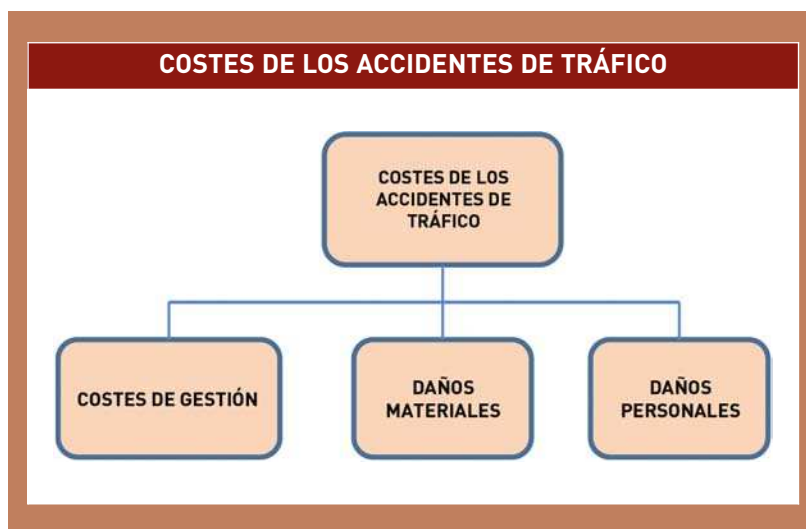 COSTES DE LOS ACCIDENTES DE TRÁFICO
COSTES DE LOS
ACCIDENTES DE
TRÁFICO
COSTES DE GESTIÓN
DAÑOS
MATERIALES
DAÑOS
PERSONALES